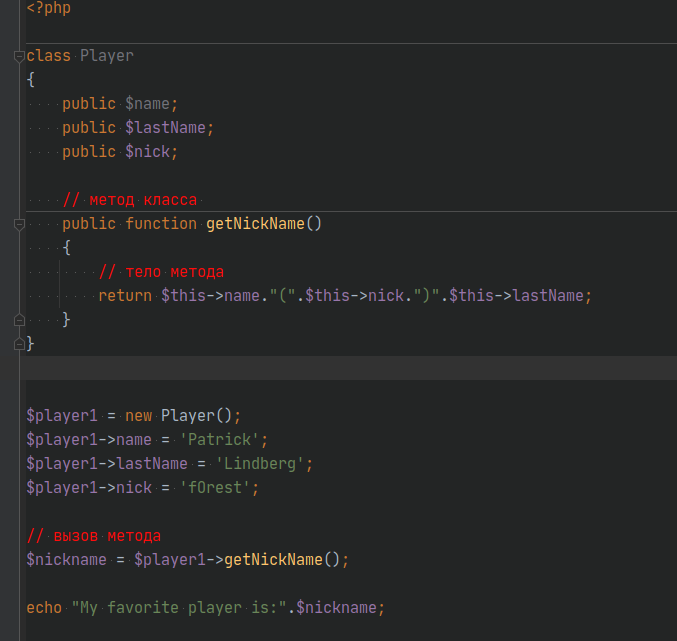 <?php
class Player
{
public $name;
public $lastName;
public $nick;
// метод класса
public function getNickName()
{
// тело метода
return $this->name."(".$this->nick.")".$this->lastName;
}
}
$player1 = new Player();
$player1->name = 'Patrick';
$player1->lastName = 'Lindberg';
$player1->nick = 'f0rest';
// вызов метода
$nickname = $player1->getNickName();
echo "My favorite player is:".$nickname;